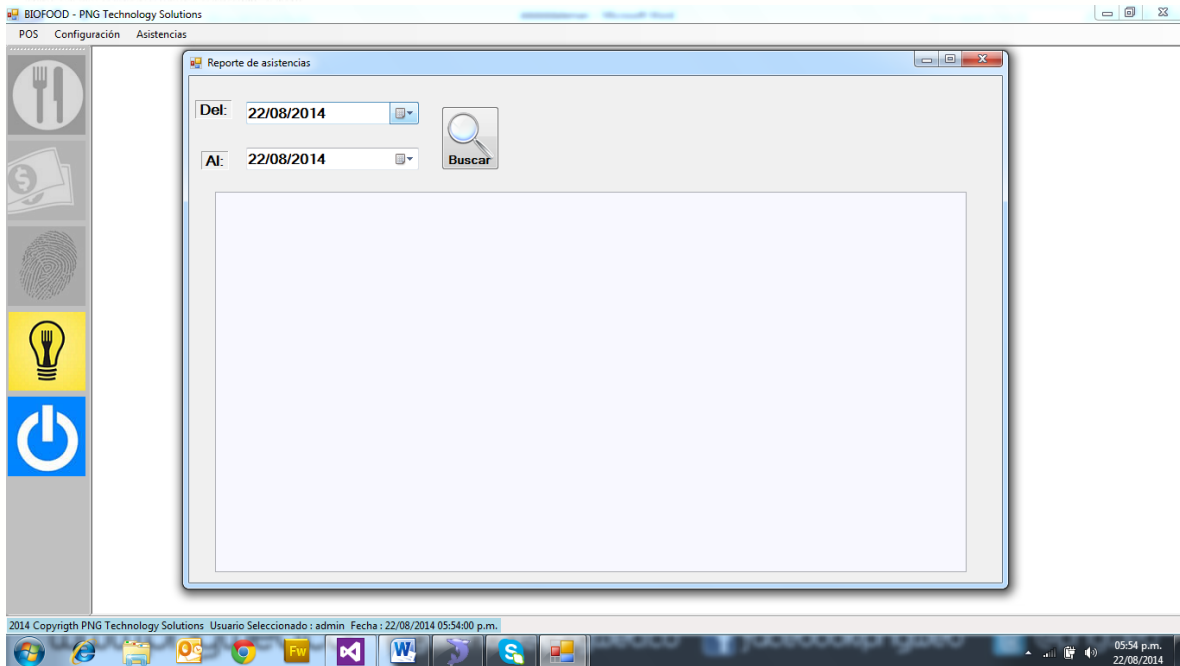 BIOFOOD - PNG Technology Solutions
POS Configuración Asistencias
Reporte de asistencias
Del: 22/08/2014
Al: 22/08/2014
Buscar
2014 Copyrigth PNG Technology Solutions Usuario Seleccionado : admin Fecha : 22/08/2014 05:54:00 p.m.
Fw
05:54 p.m.
22/08/2014